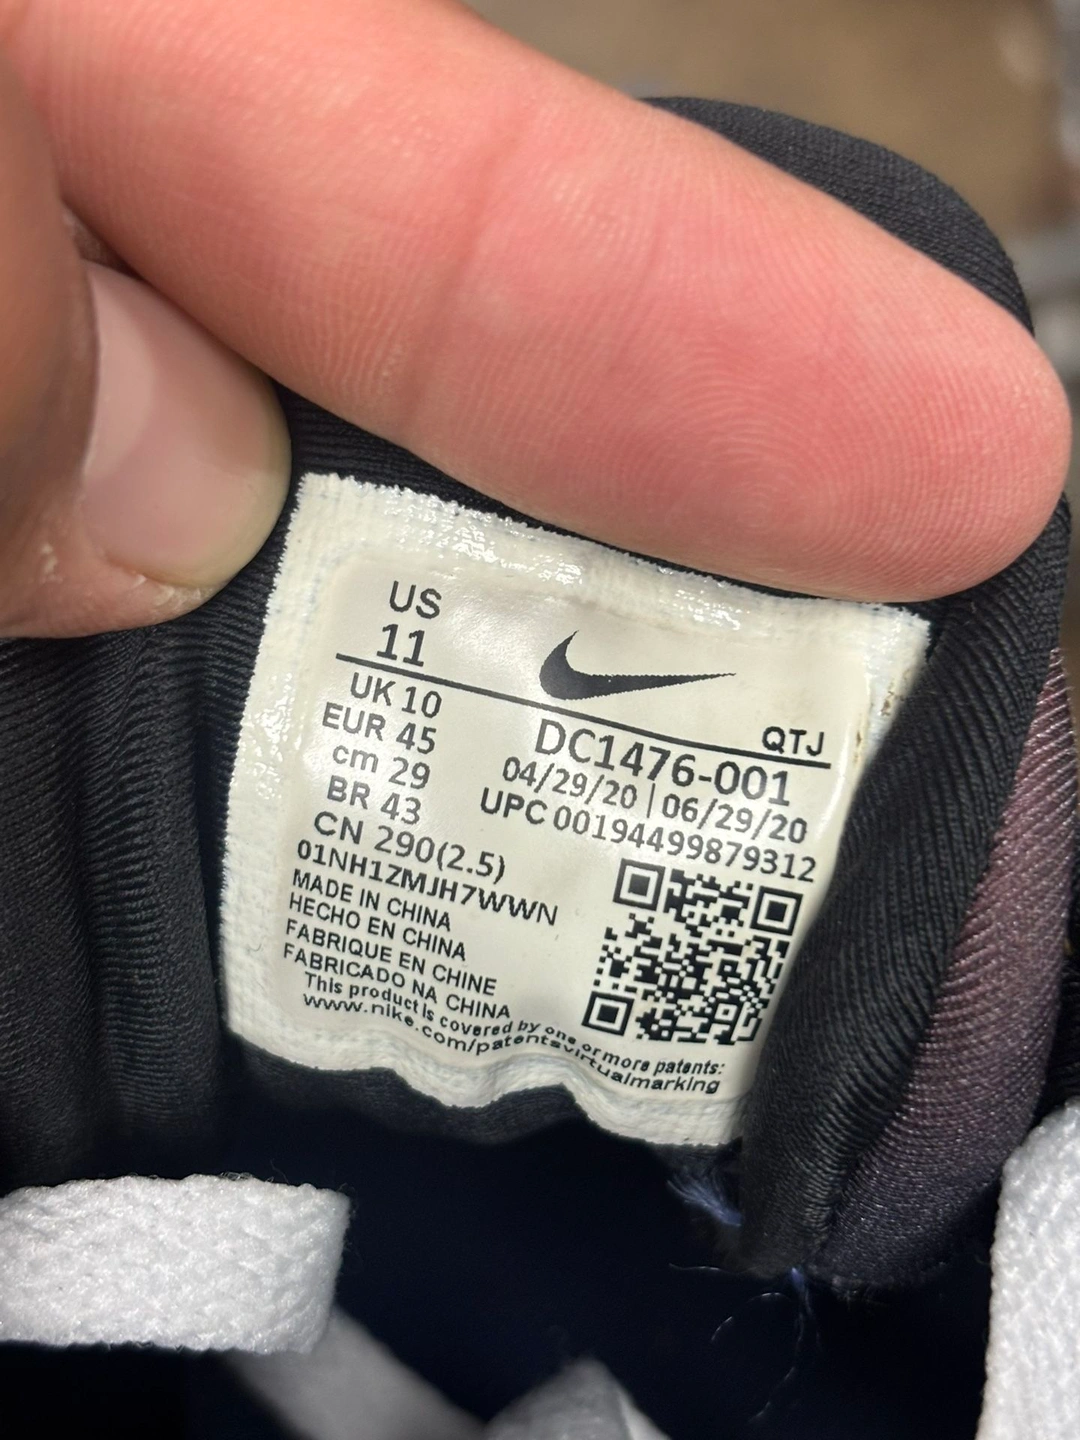 US
11
UK 10
EUR 45
cm 29
BR 43
CN 290(2.5)
QTJ
DC1476-001
04/29/20 | 06/29/20
UPC 00194499879312
01NH1ZMJH7WWN
MADE IN CHINA
HECHO EN CHINA
FABRIQUE EN CHINE
FABRICADO NA CHINA
This product is covered by one or more patents:
www.nike.com/patentsvirtualmarking